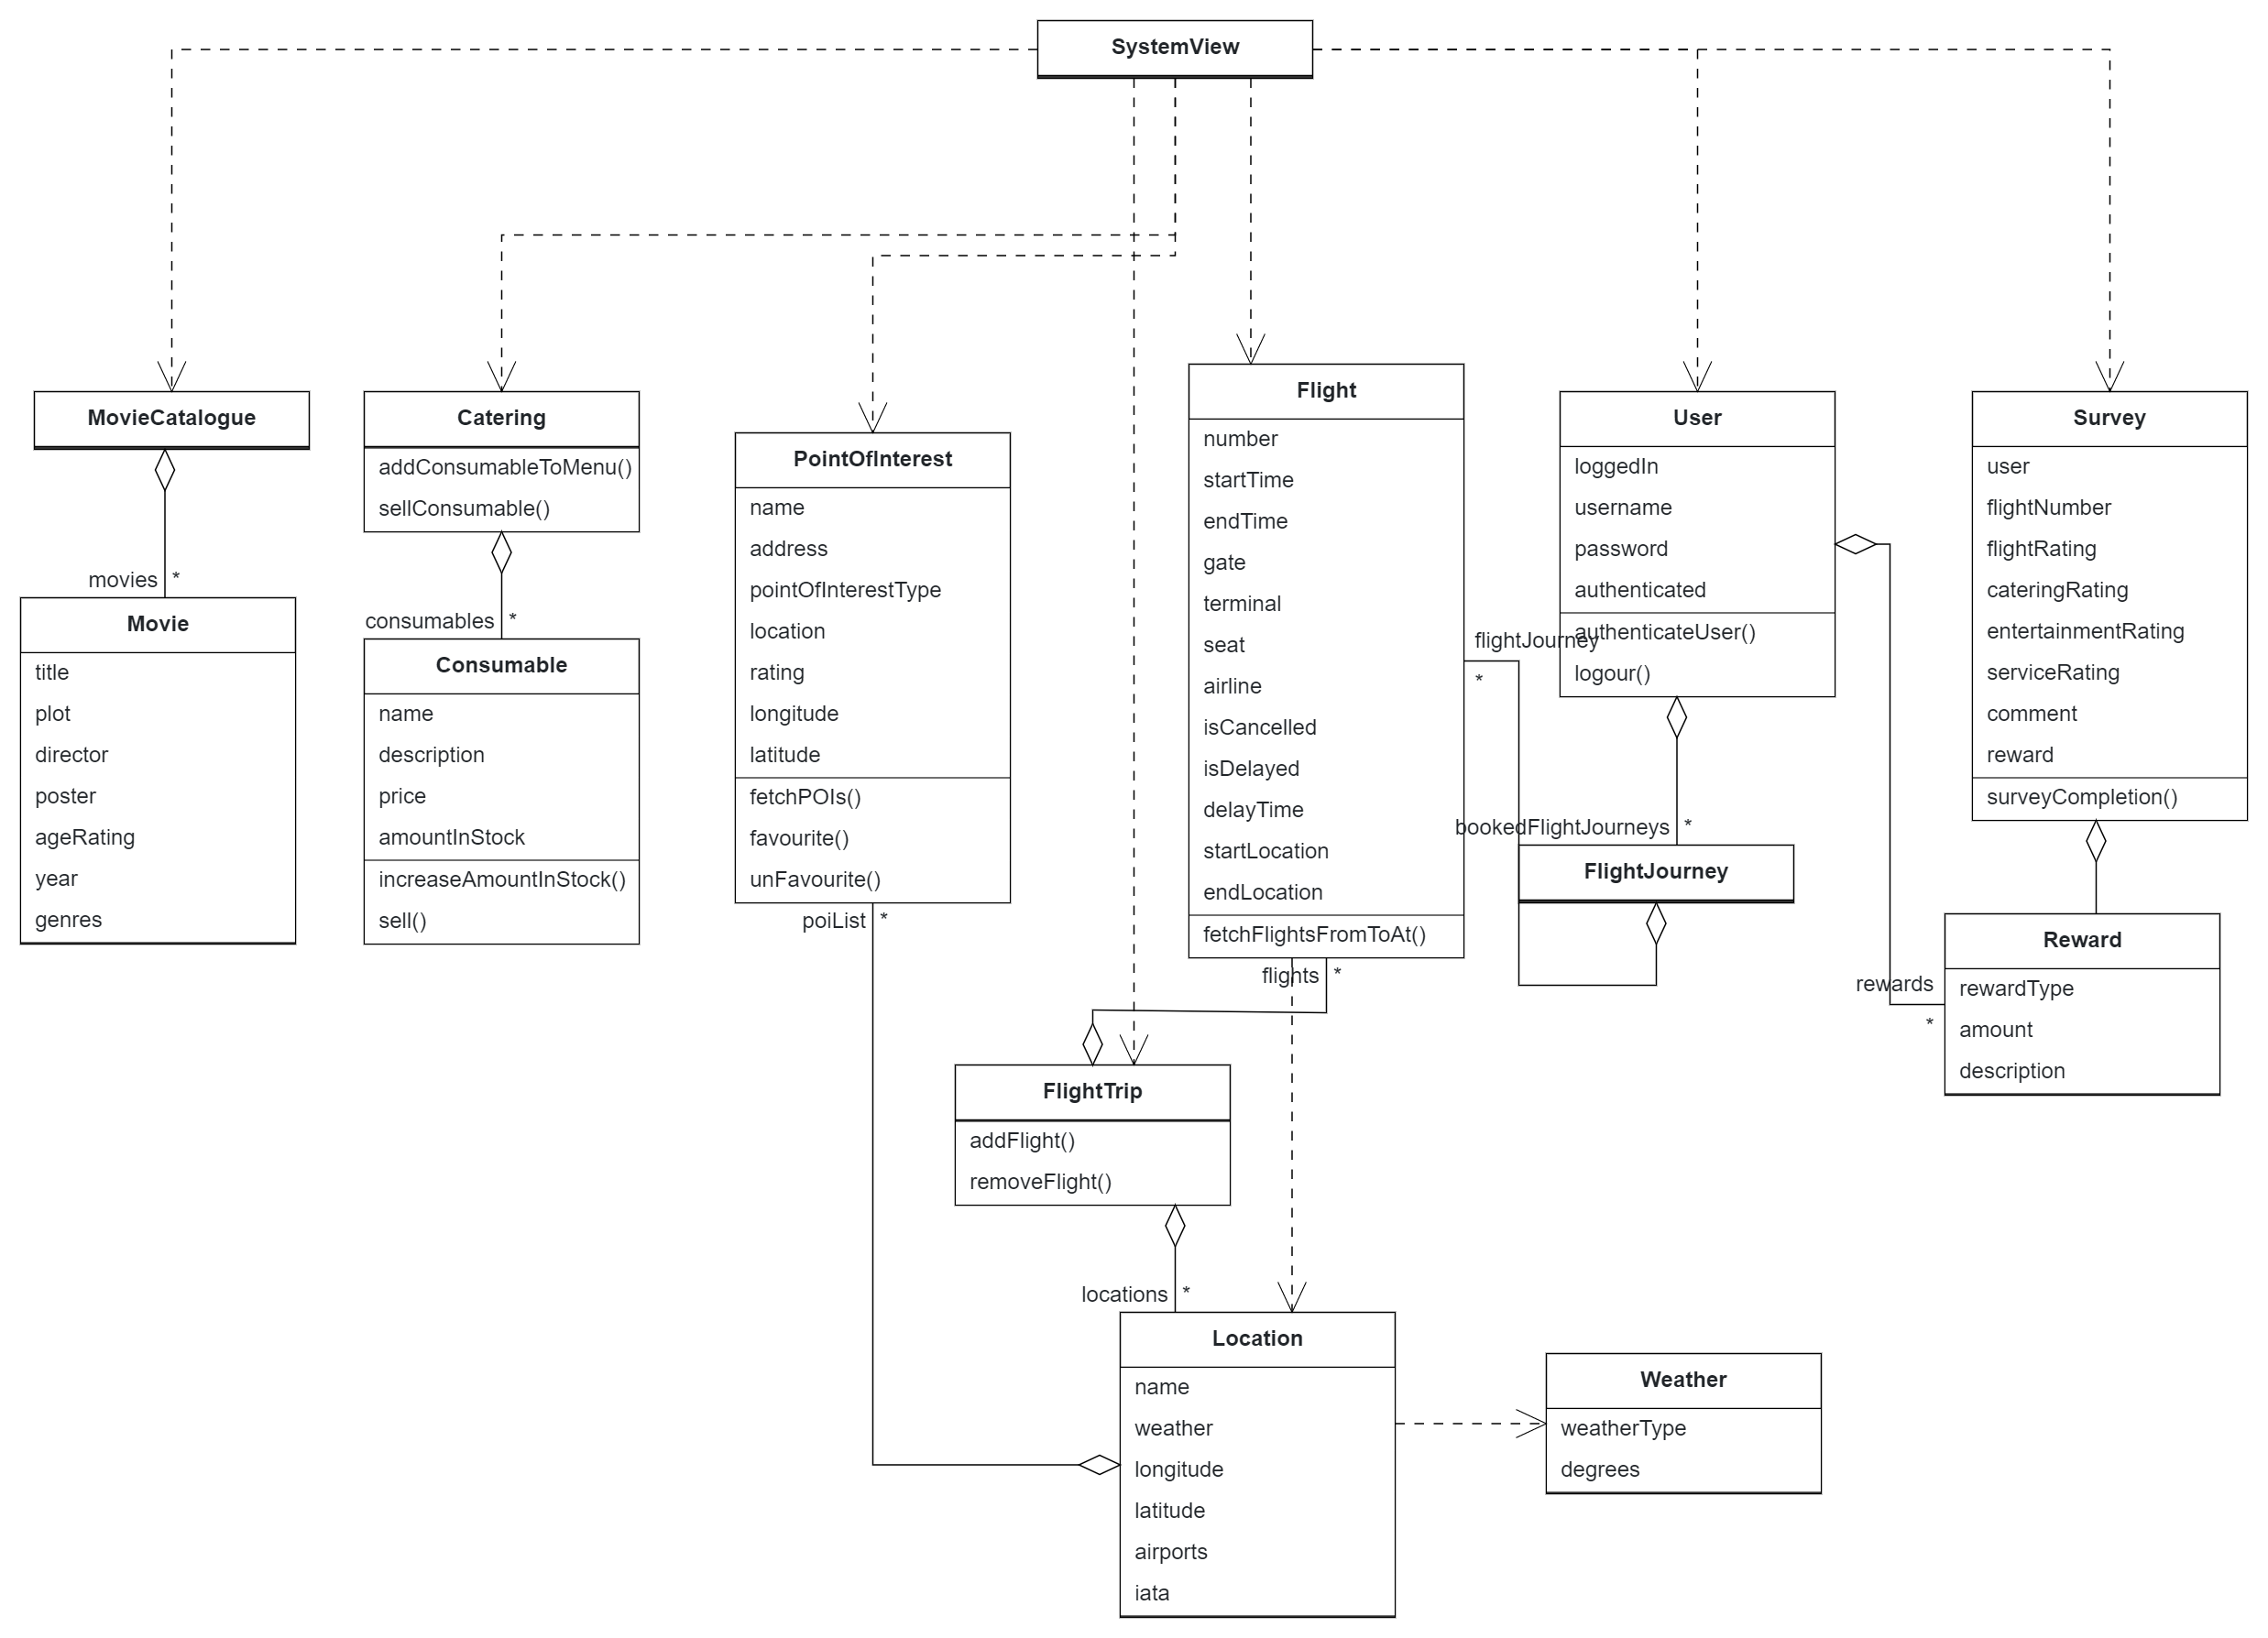 SystemView
MovieCatalogue
movies *
Movie
title
plot
director
poster
ageRating
year
genres
Catering
addConsumableToMenu()
sellConsumable()
consumables *
Consumable
name
description
price
amountInStock
increaseAmountInStock()
sell()
PointOfInterest
name
address
pointOfInterestType
location
rating
longitude
latitude
fetchPOIs()
favourite()
unFavourite()
poiList *
Flight
number
startTime
endTime
gate
terminal
seat
airline
isCancelled
isDelayed
delayTime
startLocation
endLocation
fetchFlightsFromToAt()
flights *
flightJourney
*
User
loggedIn
username
password
authenticated
authenticateUser()
logour()
bookedFlightJourneys *
FlightJourney
Survey
user
flightNumber
flightRating
cateringRating
entertainmentRating
serviceRating
comment
reward
surveyCompletion()
rewards
*
Reward
rewardType
amount
description
FlightTrip
addFlight()
removeFlight()
locations *
Location
name
weather
longitude
latitude
airports
iata
Weather
weatherType
degrees